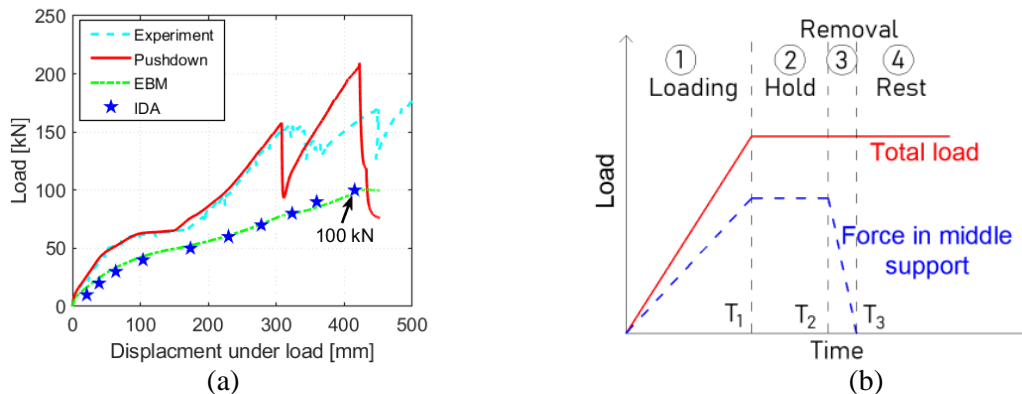 250
200
150
100
50
0
Load [kN]
Experiment
Pushdown
EBM
IDA
100 kN
0 100 200 300 400 500
Displacment under load [mm]
(a)
Removal
1 2 3 4
Loading Hold Rest
Load
Total load
Force in middle
support
T1 T2 T3
Time
(b)